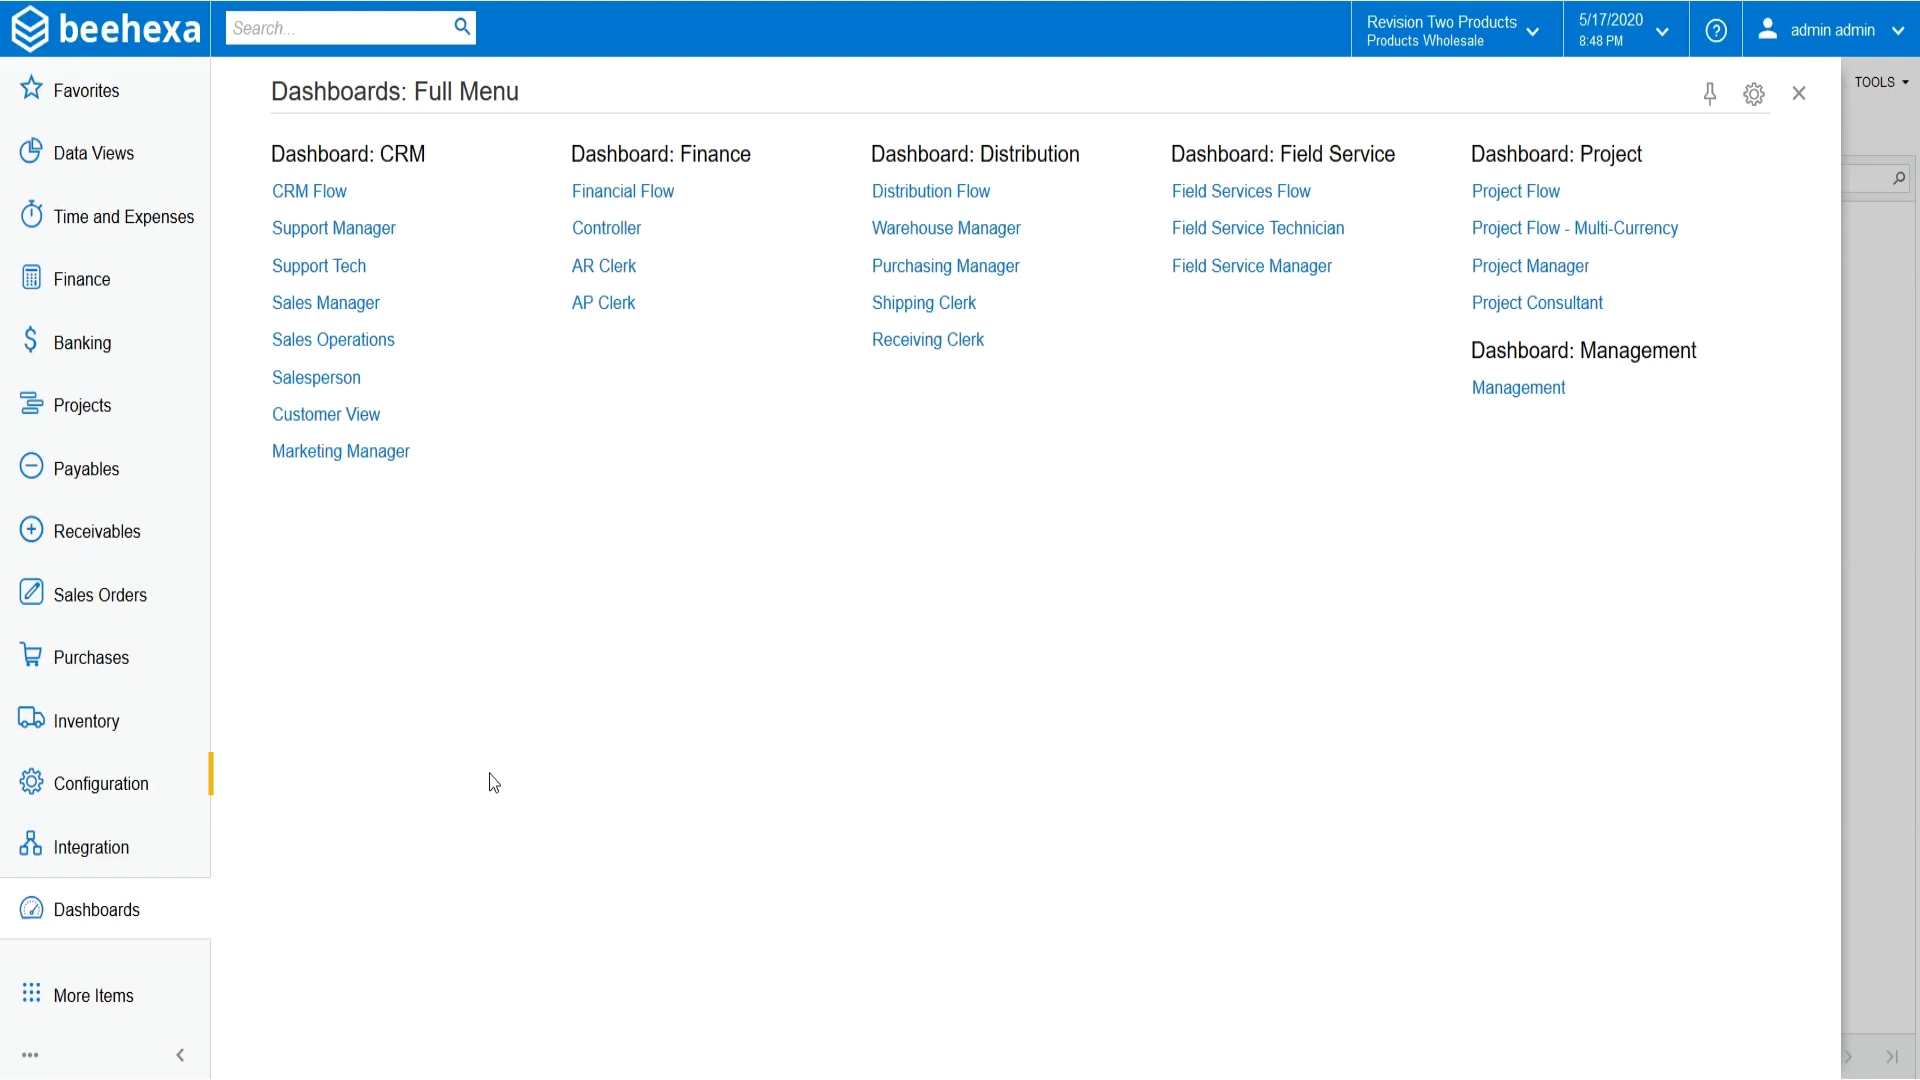 beehexa
Search...
Revision Two Products
Products Wholesale
5/17/2020
8:48 PM
admin admin
TOOLS
Favorites
Data Views
Time and Expenses
Finance
Banking
Projects
Payables
Receivables
Sales Orders
Purchases
Inventory
Configuration
Integration
Dashboards
More Items
Dashboards: Full Menu
Dashboard: CRM
CRM Flow
Support Manager
Support Tech
Sales Manager
Sales Operations
Salesperson
Customer View
Marketing Manager
Dashboard: Finance
Financial Flow
Controller
AR Clerk
AP Clerk
Dashboard: Distribution
Distribution Flow
Warehouse Manager
Purchasing Manager
Shipping Clerk
Receiving Clerk
Dashboard: Field Service
Field Services Flow
Field Service Technician
Field Service Manager
Dashboard: Project
Project Flow
Project Flow - Multi-Currency
Project Manager
Project Consultant
Dashboard: Management
Management